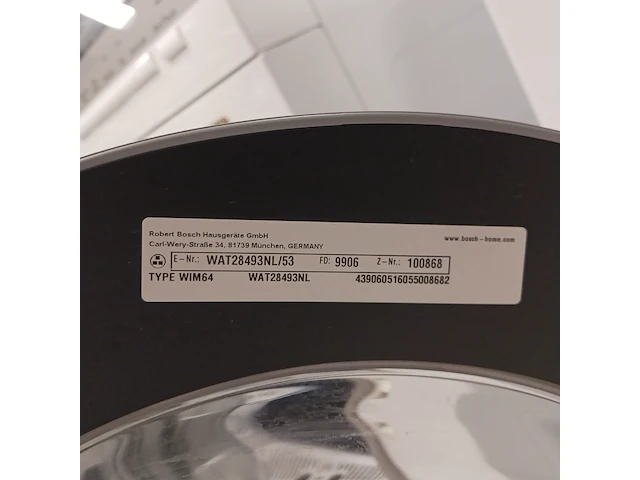 Robert Bosch Hausgeräte GmbH
Carl-Wery-Straße 34, 81739 München, GERMANY
www.bosch-home.com
E-Nr.: WAT28493NL/53 FD: 9906 Z-Nr.: 100868
TYPE WIM64 WAT28493NL 439060516055008682